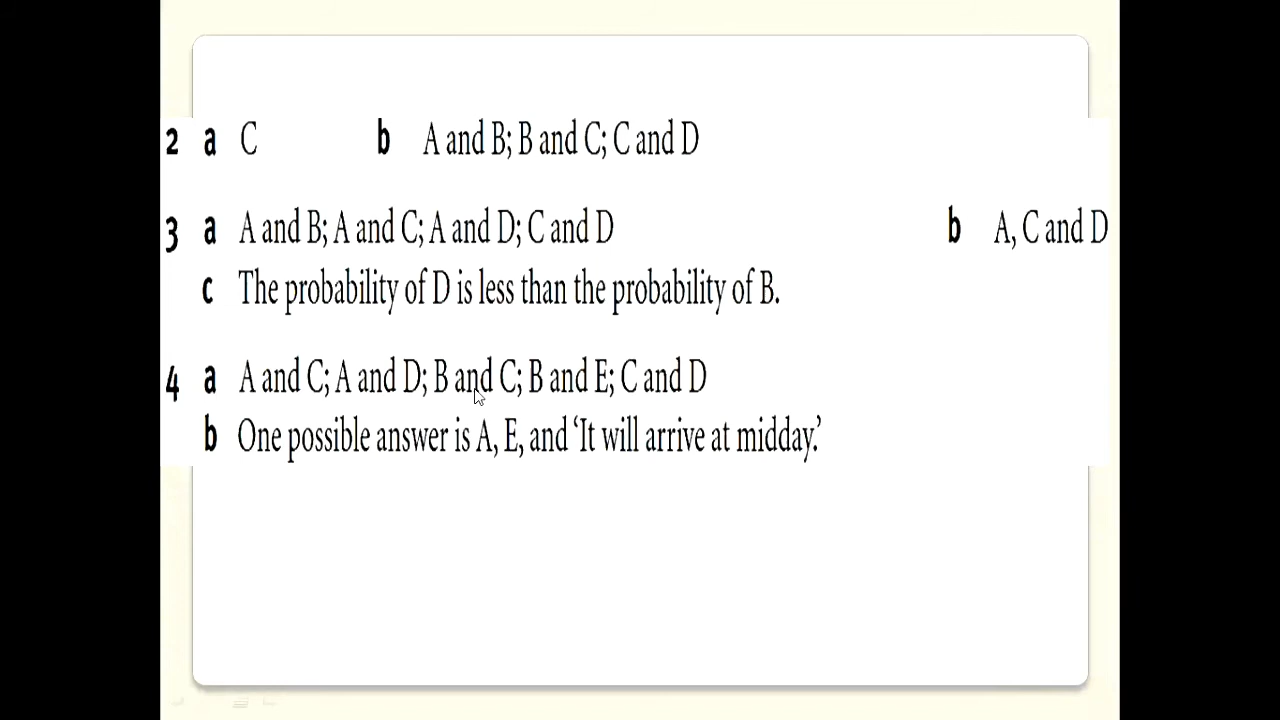 2 a C b A and B; B and C; C and D
3 a A and B; A and C; A and D; C and D b A, C and D
c The probability of D is less than the probability of B.
4 a A and C; A and D; B and C; B and E; C and D
b One possible answer is A, E, and ‘It will arrive at midday.’